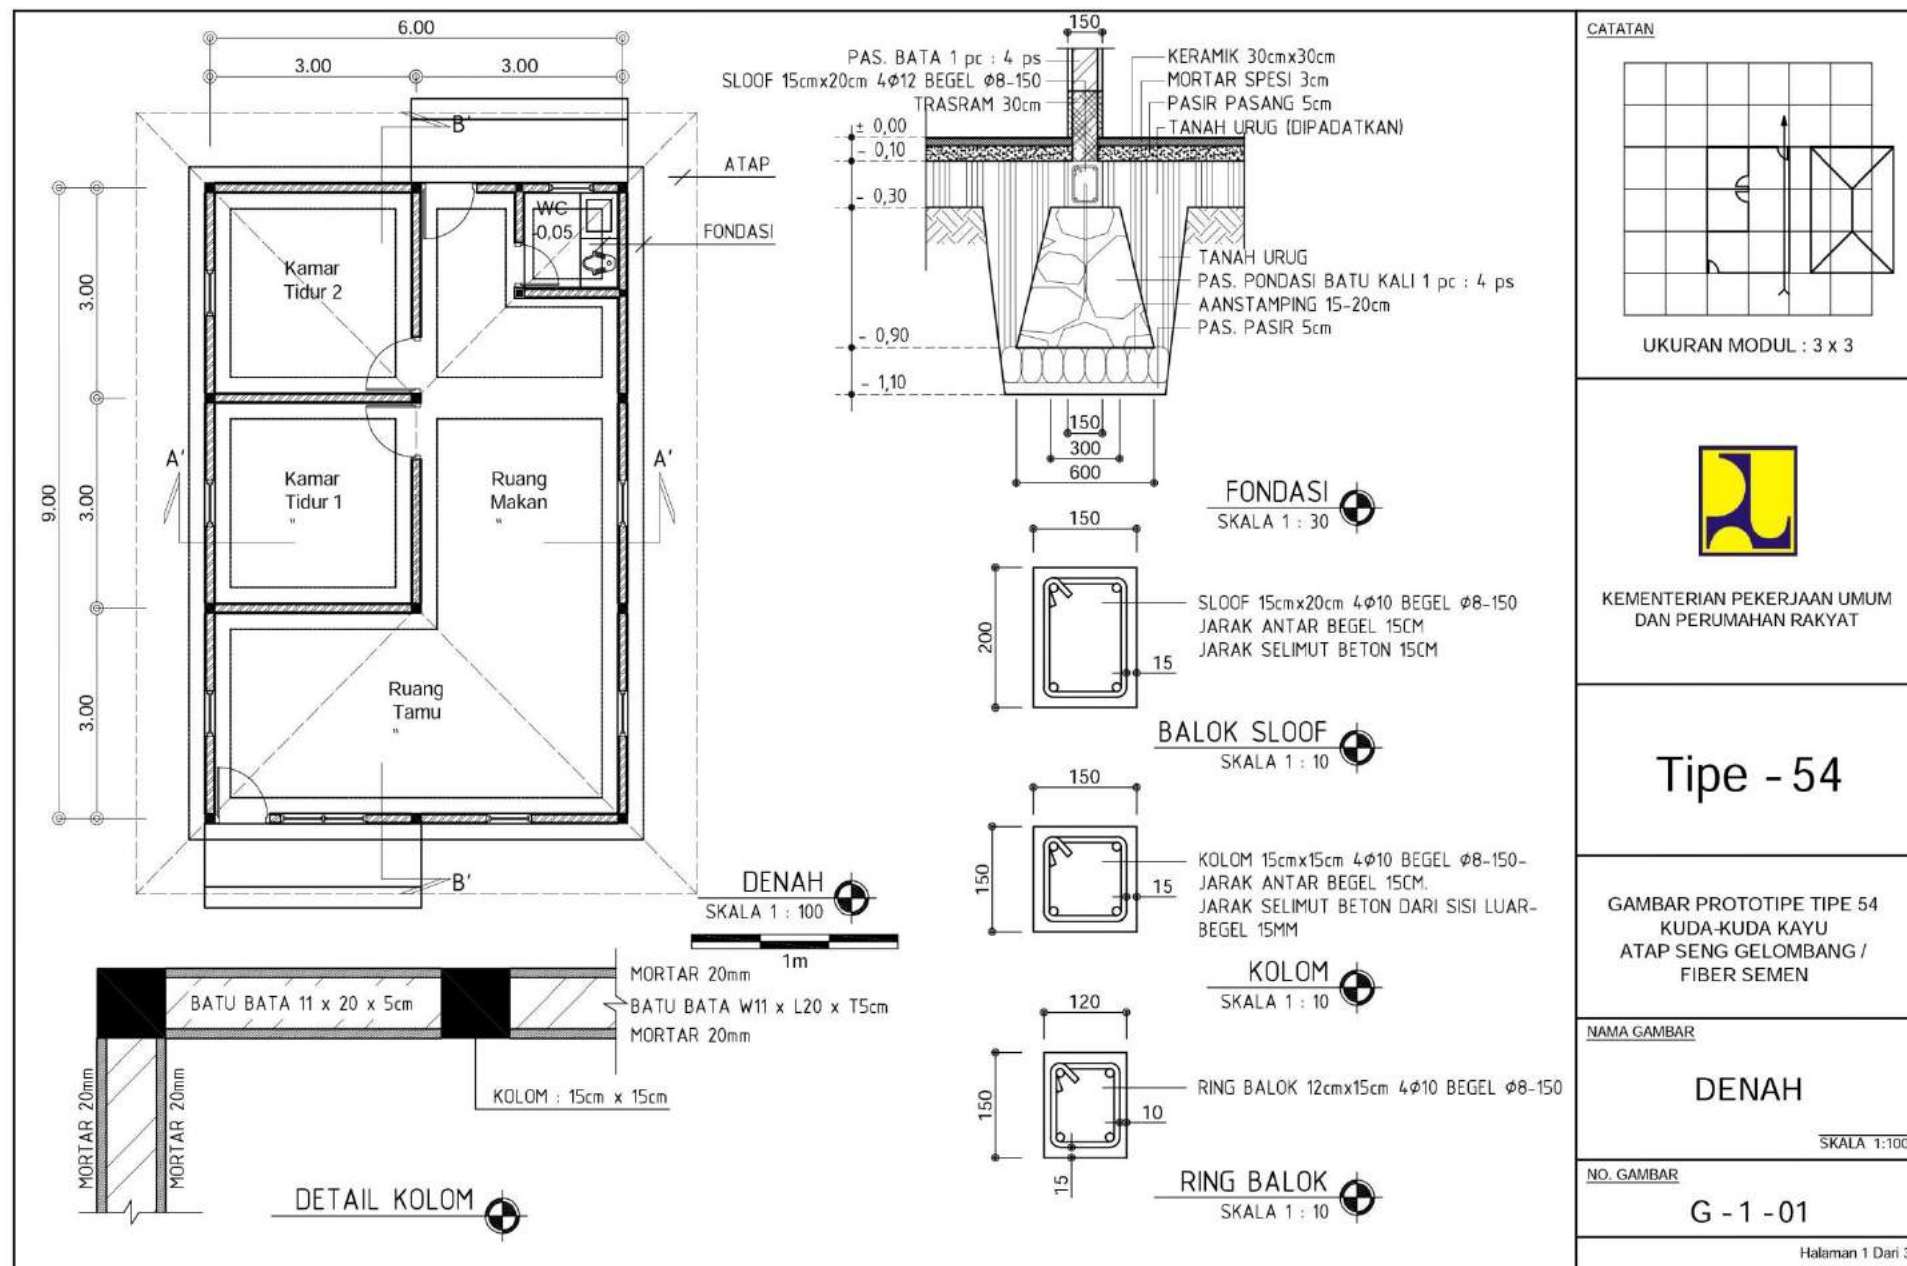 6.00
3.00
3.00
B'
ATAP
FONDASI
WC
-0,05
Kamar
Tidur 2
3.00
Kamar
Tidur 1
"
Ruang
Makan
"
A'
A'
9.00
3.00
Ruang
Tamu
"
3.00
B'
DENAH
SKALA 1 : 100
1m
BATU BATA 11 x 20 x 5cm
MORTAR 20mm
BATU BATA W11 x L20 x T5cm
MORTAR 20mm
KOLOM : 15cm x 15cm
MORTAR 20mm
MORTAR 20mm
DETAIL KOLOM
150
PAS. BATA 1 pc : 4 ps
SLOOF 15cmx20cm 4ϕ12 BEGEL ϕ8-150
TRASRAM 30cm
KERAMIK 30cmx30cm
MORTAR SPESI 3cm
PASIR PASANG 5cm
TANAH URUG (DIPADATKAN)
± 0,00
- 0,10
- 0,30
- 0,90
- 1,10
TANAH URUG
PAS. PONDASI BATU KALI 1 pc : 4 ps
AANSTAMPING 15-20cm
PAS. PASIR 5cm
150
300
600
FONDASI
SKALA 1 : 30
150
200
SLOOF 15cmx20cm 4ϕ10 BEGEL ϕ8-150
JARAK ANTAR BEGEL 15CM
JARAK SELIMUT BETON 15CM
15
BALOK SLOOF
SKALA 1 : 10
150
150
KOLOM 15cmx15cm 4ϕ10 BEGEL ϕ8-150-
JARAK ANTAR BEGEL 15CM.
JARAK SELIMUT BETON DARI SISI LUAR-
BEGEL 15MM
15
KOLOM
SKALA 1 : 10
120
150
RING BALOK 12cmx15cm 4ϕ10 BEGEL ϕ8-150
10
15
RING BALOK
SKALA 1 : 10
CATATAN
UKURAN MODUL : 3 x 3
KEMENTERIAN PEKERJAAN UMUM
DAN PERUMAHAN RAKYAT
Tipe - 54
GAMBAR PROTOTIPE TIPE 54
KUDA-KUDA KAYU
ATAP SENG GELOMBANG /
FIBER SEMEN
NAMA GAMBAR
DENAH
SKALA 1:100
NO. GAMBAR
G - 1 - 01
Halaman 1 Dari 3